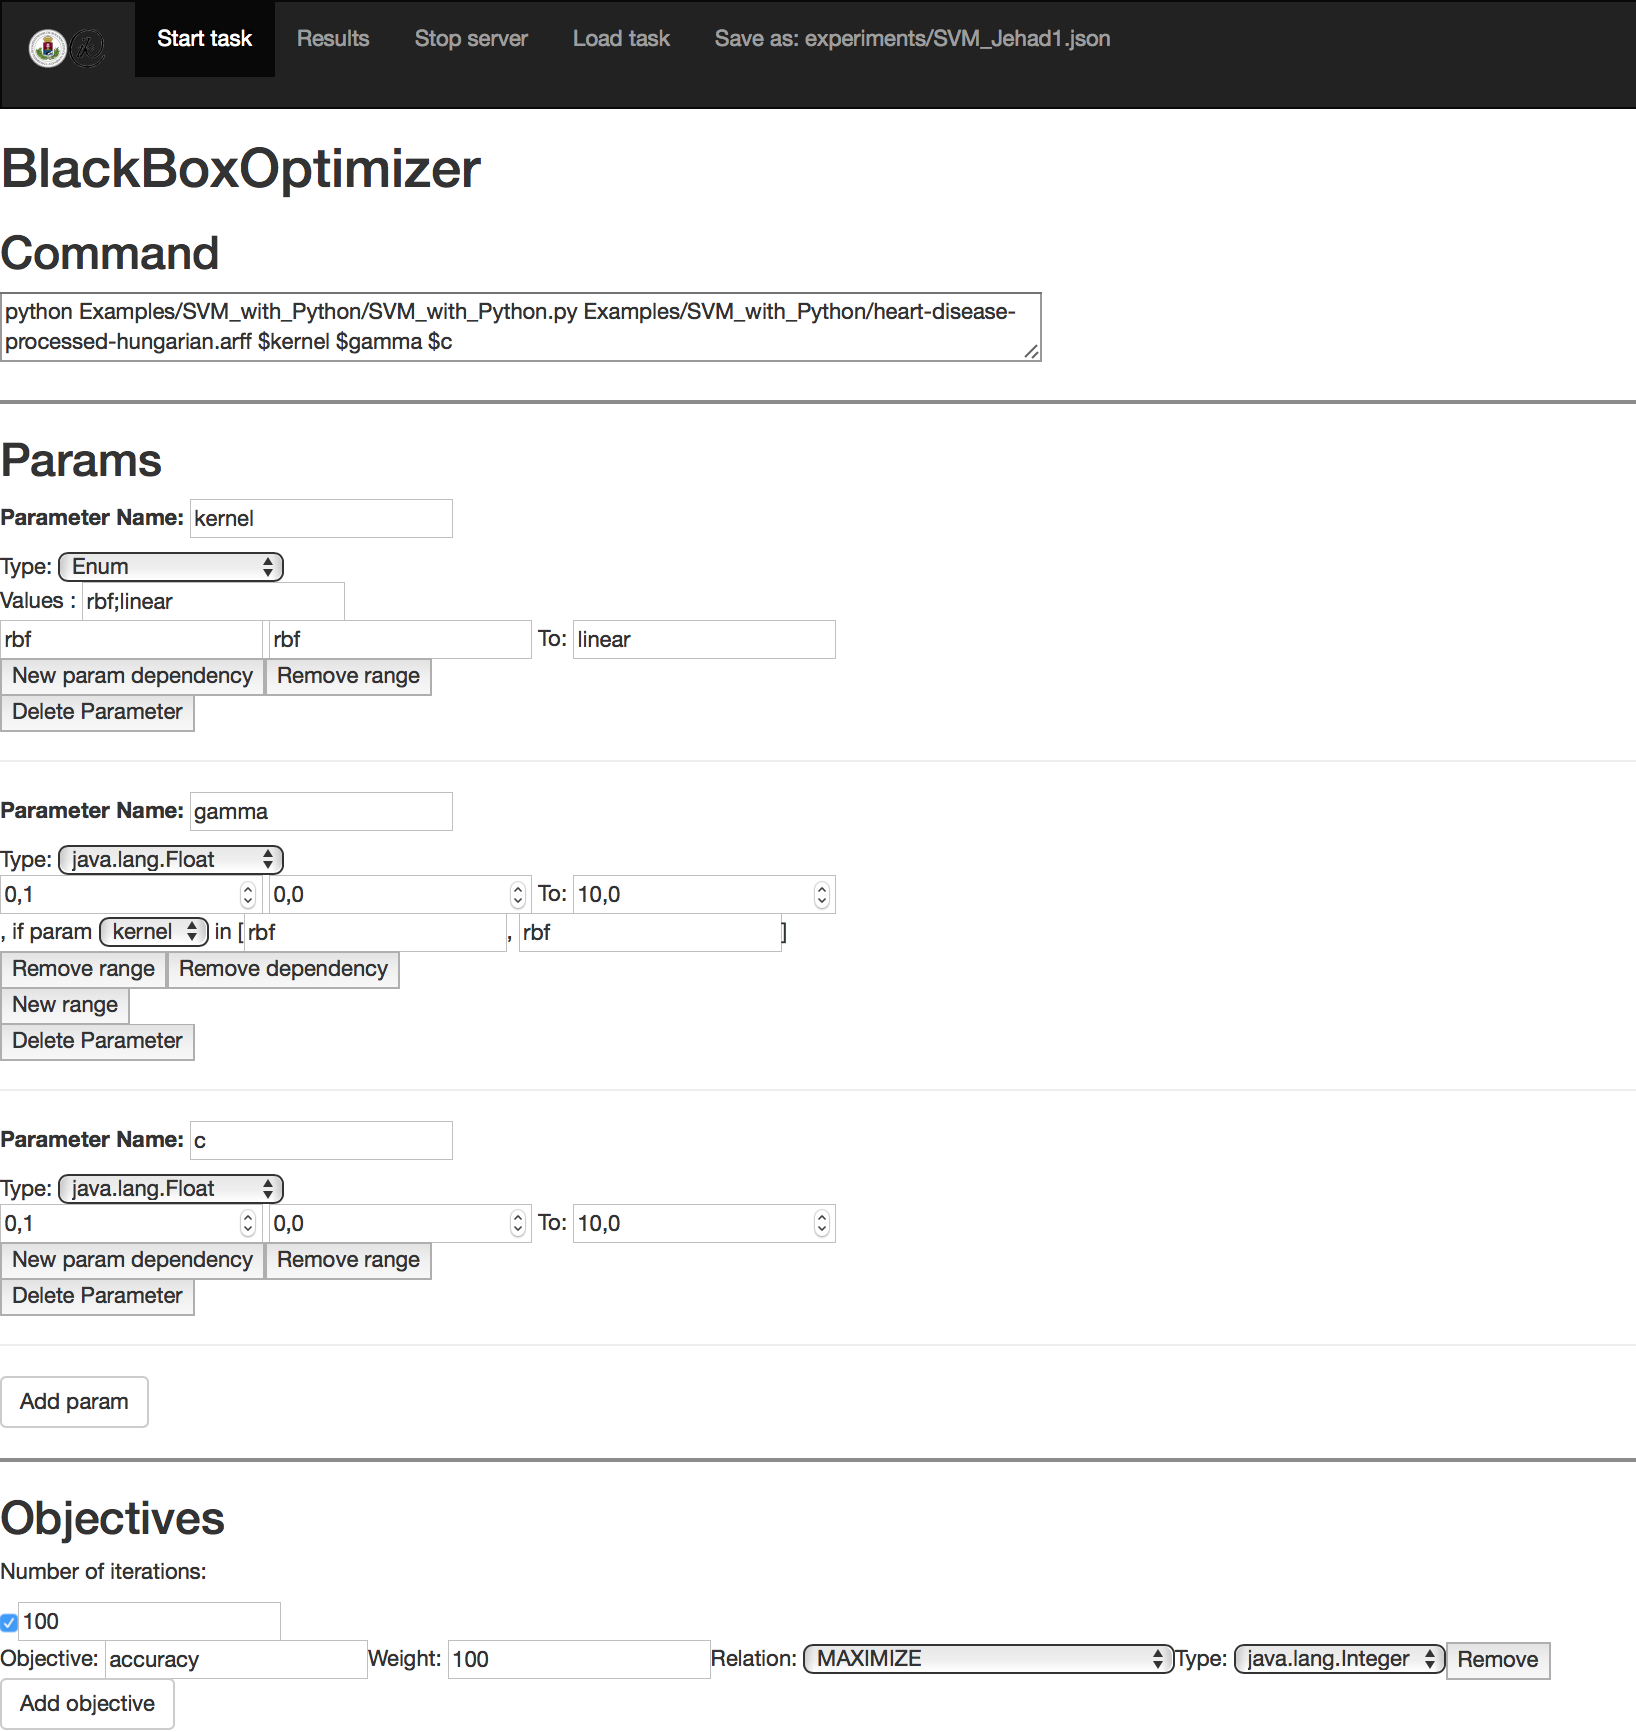 Start task Results Stop server Load task Save as: experiments/SVM_Jehad1.json
BlackBoxOptimizer
Command
python Examples/SVM_with_Python/SVM_with_Python.py Examples/SVM_with_Python/heart-disease-
processed-hungarian.arff $kernel $gamma $c
Params
Parameter Name: kernel
Type: Enum
Values : rbf;linear
rbf rbf To: linear
New param dependency Remove range
Delete Parameter
Parameter Name: gamma
Type: java.lang.Float
0,1 0,0 To: 10,0
, if param kernel in [ rbf , rbf ]
Remove range Remove dependency
New range
Delete Parameter
Parameter Name: c
Type: java.lang.Float
0,1 0,0 To: 10,0
New param dependency Remove range
Delete Parameter
Add param
Objectives
Number of iterations:
100
Objective: accuracy Weight: 100 Relation: MAXIMIZE Type: java.lang.Integer Remove
Add objective